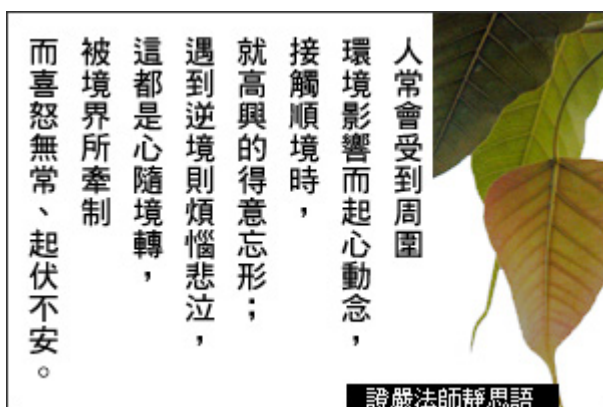 人常會受到周圍
環境影響而起心動念，
接觸順境時，
就高興的得意忘形；
遇到逆境則煩惱悲泣，
這都是心隨境轉，
被境界所牽制
而喜怒無常、起伏不安。
證嚴法師靜思語